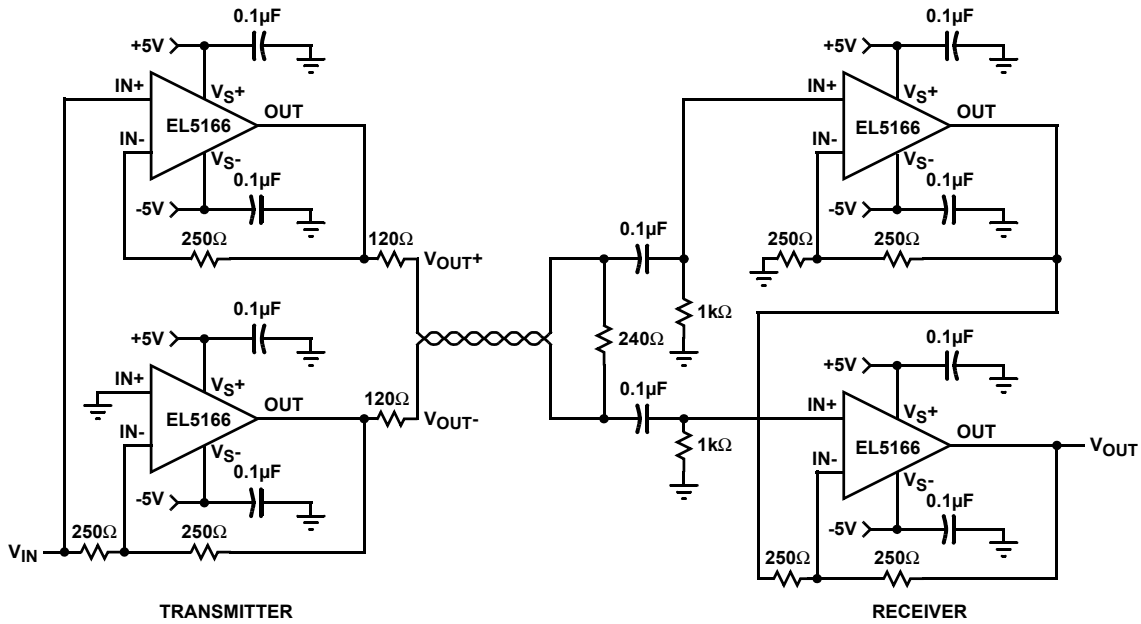 0.1µF
+5V
IN+
VS+
OUT
EL5166
IN-
VS-
0.1µF
-5V
250Ω
120Ω
VOUT+
0.1µF
+5V
IN+
VS+
OUT
EL5166
IN-
120Ω
VOUT-
VS-
0.1µF
-5V
250Ω
250Ω
VIN
TRANSMITTER
0.1µF
240Ω
1kΩ
0.1µF
1kΩ
0.1µF
+5V
IN+
VS+
OUT
EL5166
IN-
VS-
0.1µF
-5V
250Ω
250Ω
0.1µF
+5V
IN+
VS+
OUT
EL5166
VOUT
IN-
VS-
0.1µF
-5V
250Ω
250Ω
RECEIVER